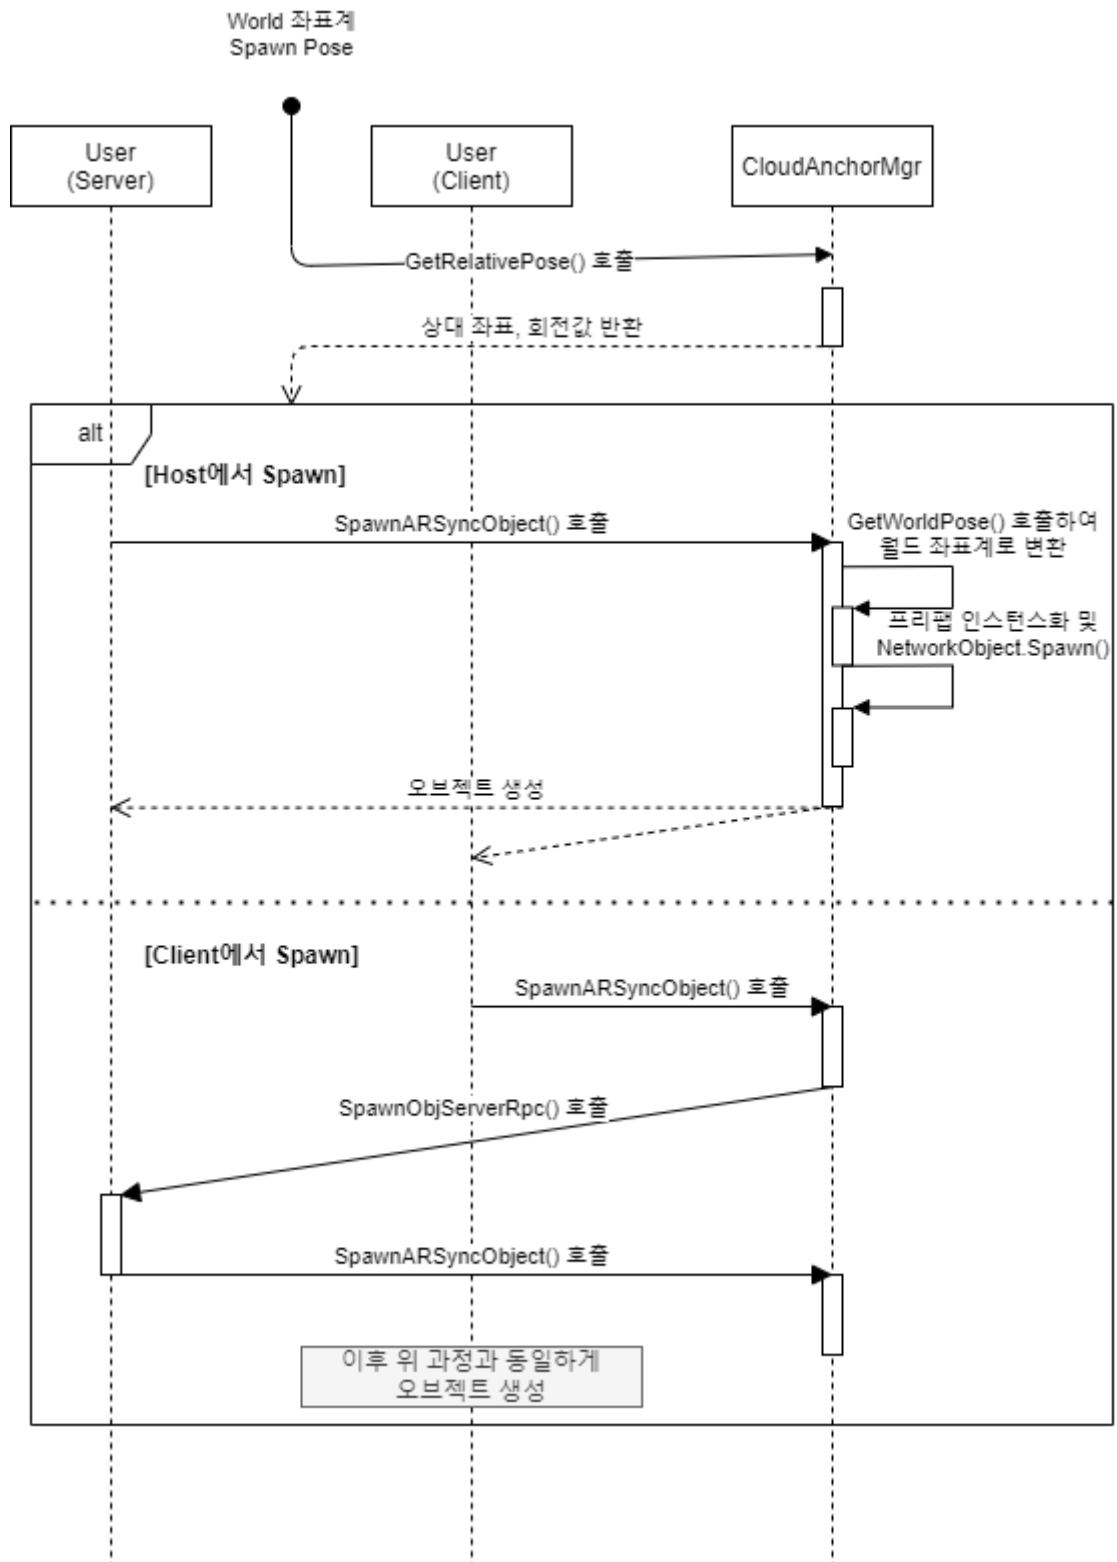 World 좌표계
Spawn Pose
User
(Server)
User
(Client)
CloudAnchorMgr
GetRelativePose() 호출
상대 좌표, 회전값 반환
alt
[Host에서 Spawn]
SpawnARSyncObject() 호출
GetWorldPose() 호출하여
월드 좌표계로 변환
프리팹 인스턴스화 및
NetworkObject.Spawn()
오브젝트 생성
[Client에서 Spawn]
SpawnARSyncObject() 호출
SpawnObjServerRpc() 호출
SpawnARSyncObject() 호출
이후 위 과정과 동일하게
오브젝트 생성